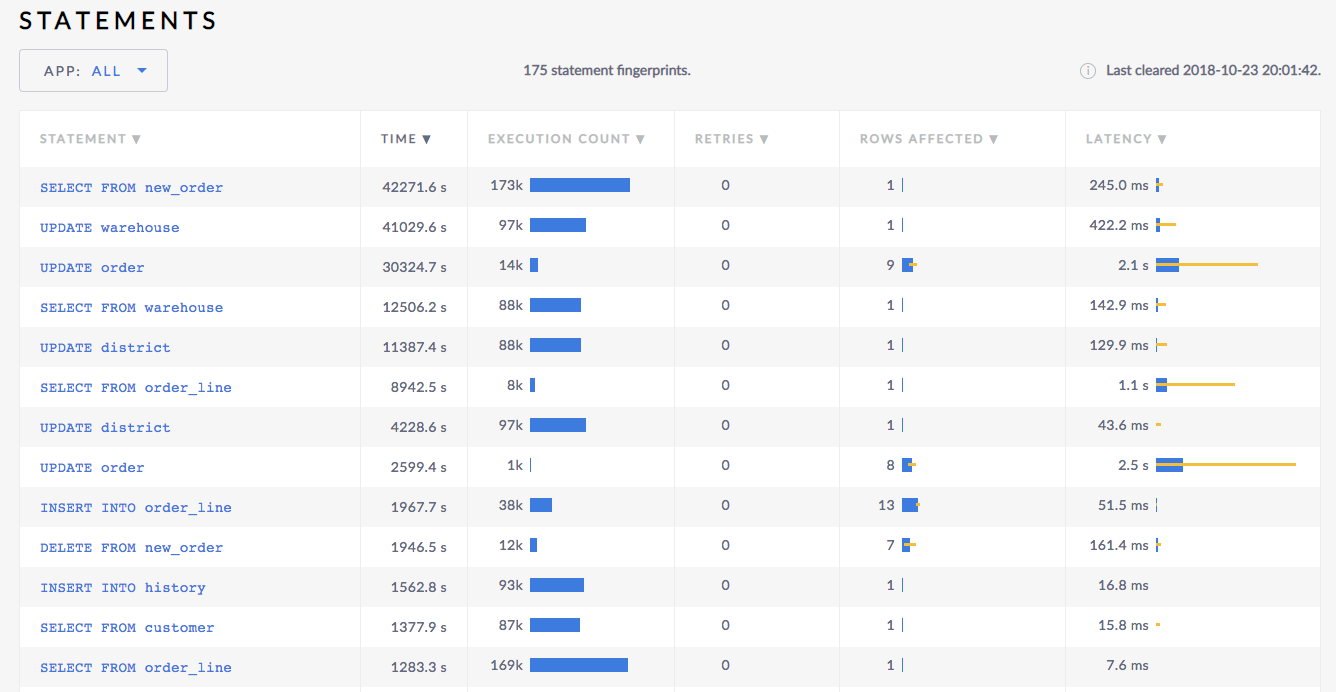 STATEMENTS
APP: ALL
175 statement fingerprints.
Last cleared 2018-10-23 20:01:42.
STATEMENT ▼ TIME ▼ EXECUTION COUNT ▼ RETRIES ▼ ROWS AFFECTED ▼ LATENCY ▼
SELECT FROM new_order 42271.6 s 173k 0 1 245.0 ms
UPDATE warehouse 41029.6 s 97k 0 1 422.2 ms
UPDATE order 30324.7 s 14k 0 9 2.1 s
SELECT FROM warehouse 12506.2 s 88k 0 1 142.9 ms
UPDATE district 11387.4 s 88k 0 1 129.9 ms
SELECT FROM order_line 8942.5 s 8k 0 1 1.1 s
UPDATE district 4228.6 s 97k 0 1 43.6 ms
UPDATE order 2599.4 s 1k 0 8 2.5 s
INSERT INTO order_line 1967.7 s 38k 0 13 51.5 ms
DELETE FROM new_order 1946.5 s 12k 0 7 161.4 ms
INSERT INTO history 1562.8 s 93k 0 1 16.8 ms
SELECT FROM customer 1377.9 s 87k 0 1 15.8 ms
SELECT FROM order_line 1283.3 s 169k 0 1 7.6 ms